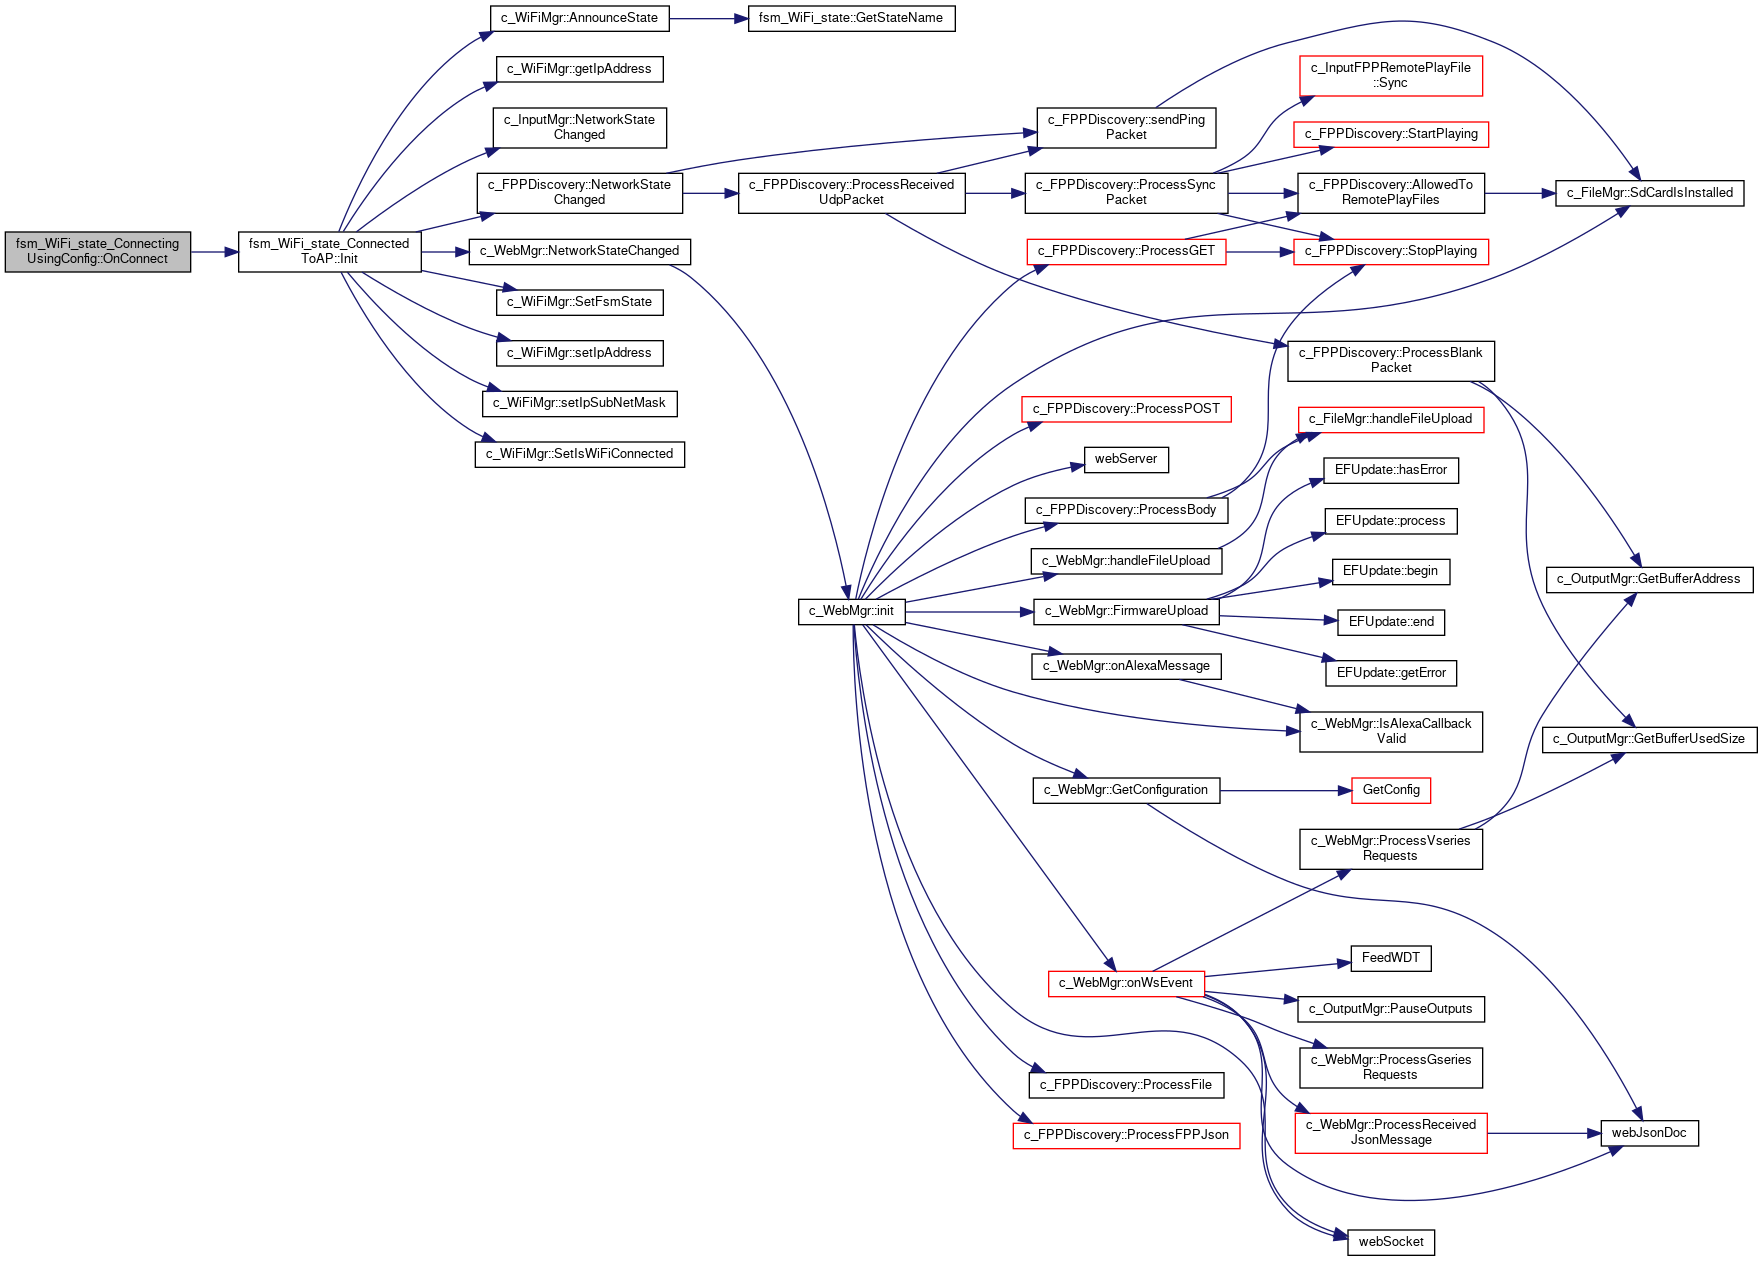 fsm_WiFi_state_Connecting
UsingConfig::OnConnect
fsm_WiFi_state_Connected
ToAP::Init
c_WiFiMgr::AnnounceState
fsm_WiFi_state::GetStateName
c_WiFiMgr::getIpAddress
c_InputMgr::NetworkState
Changed
c_FPPDiscovery::NetworkState
Changed
c_WebMgr::NetworkStateChanged
c_WiFiMgr::SetFsmState
c_WiFiMgr::setIpAddress
c_WiFiMgr::setIpSubNetMask
c_WiFiMgr::SetIsWiFiConnected
c_FPPDiscovery::ProcessReceived
UdpPacket
c_WebMgr::init
c_FPPDiscovery::sendPing
Packet
c_FPPDiscovery::ProcessSync
Packet
c_FPPDiscovery::ProcessGET
c_FPPDiscovery::ProcessPOST
webServer
c_FPPDiscovery::ProcessBody
c_WebMgr::handleFileUpload
c_WebMgr::FirmwareUpload
c_WebMgr::onAlexaMessage
c_WebMgr::GetConfiguration
c_WebMgr::onWsEvent
c_FPPDiscovery::ProcessFile
c_FPPDiscovery::ProcessFPPJson
c_InputFPPRemotePlayFile
::Sync
c_FPPDiscovery::StartPlaying
c_FPPDiscovery::AllowedTo
RemotePlayFiles
c_FPPDiscovery::StopPlaying
c_FPPDiscovery::ProcessBlank
Packet
c_FileMgr::handleFileUpload
EFUpdate::hasError
EFUpdate::process
EFUpdate::begin
EFUpdate::end
EFUpdate::getError
c_WebMgr::IsAlexaCallback
Valid
GetConfig
c_WebMgr::ProcessVseries
Requests
FeedWDT
c_OutputMgr::PauseOutputs
c_WebMgr::ProcessGseries
Requests
c_WebMgr::ProcessReceived
JsonMessage
webSocket
c_FileMgr::SdCardIsInstalled
c_OutputMgr::GetBufferAddress
c_OutputMgr::GetBufferUsedSize
webJsonDoc